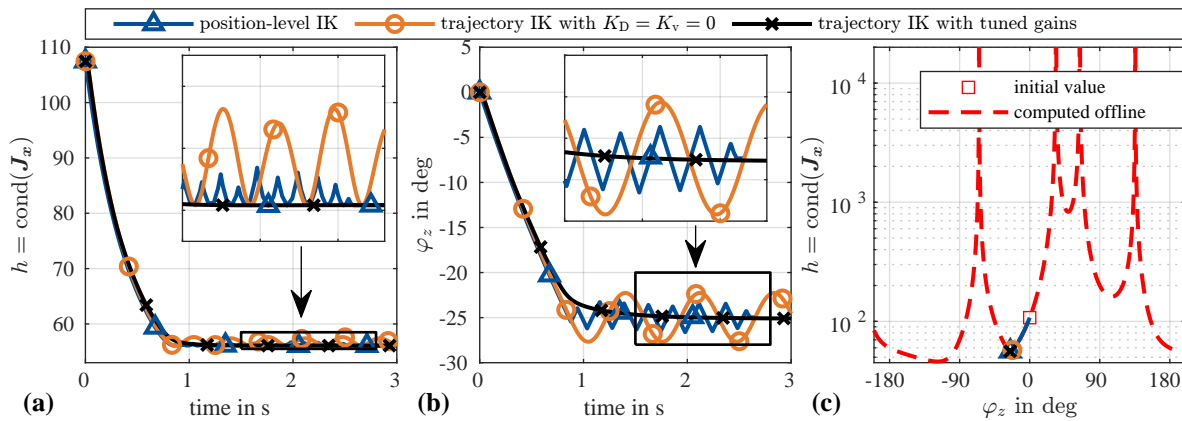 position-level IK
trajectory IK with K_D = K_v = 0
trajectory IK with tuned gains
h = cond(J_x)
110
100
90
80
70
60
0
1
2
3
time in s
(a)
φ_z in deg
5
0
-5
-10
-15
-20
-25
-30
0
1
2
3
time in s
(b)
h = cond(J_x)
10^4
10^3
10^2
initial value
computed offline
-180
-90
0
90
180
φ_z in deg
(c)